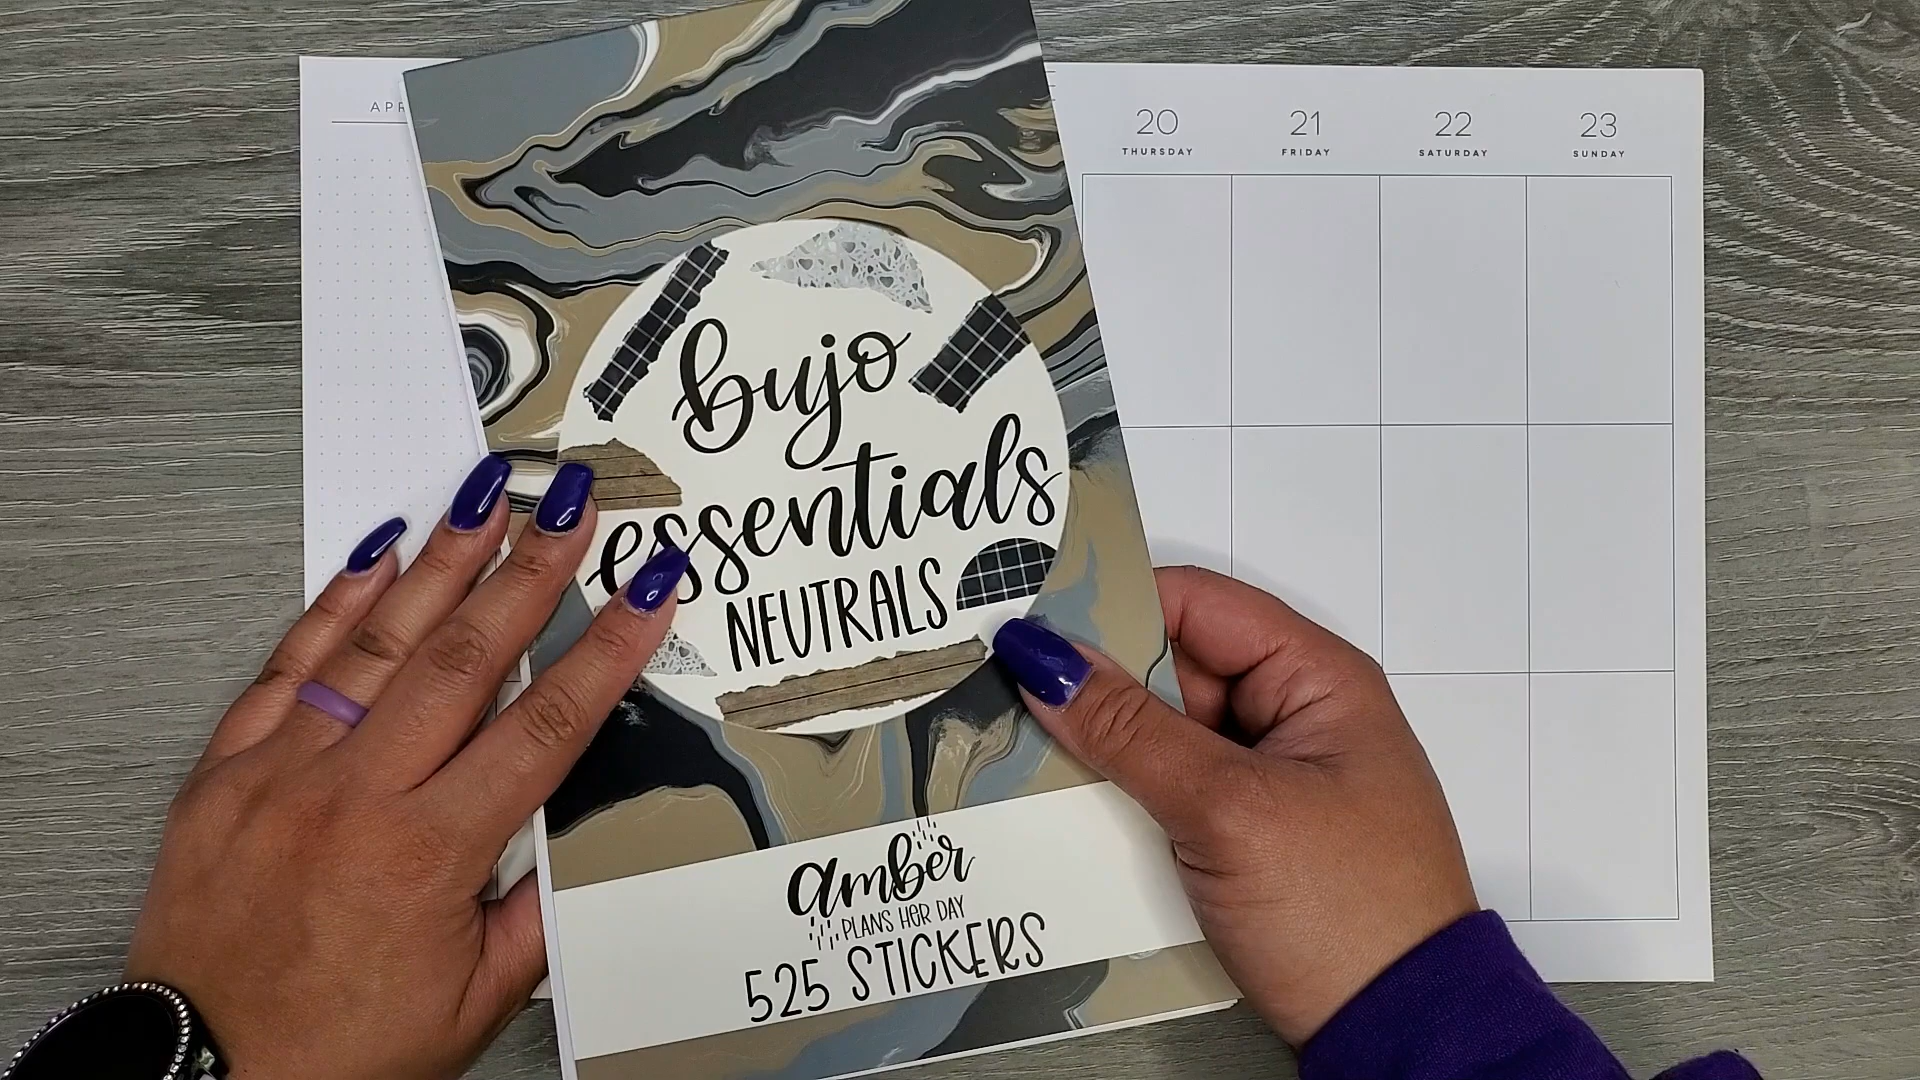 APR
20
THURSDAY
21
FRIDAY
22
SATURDAY
23
SUNDAY
bujo
essentials
NEUTRALS
amber
PLANS HER DAY
525 STICKERS